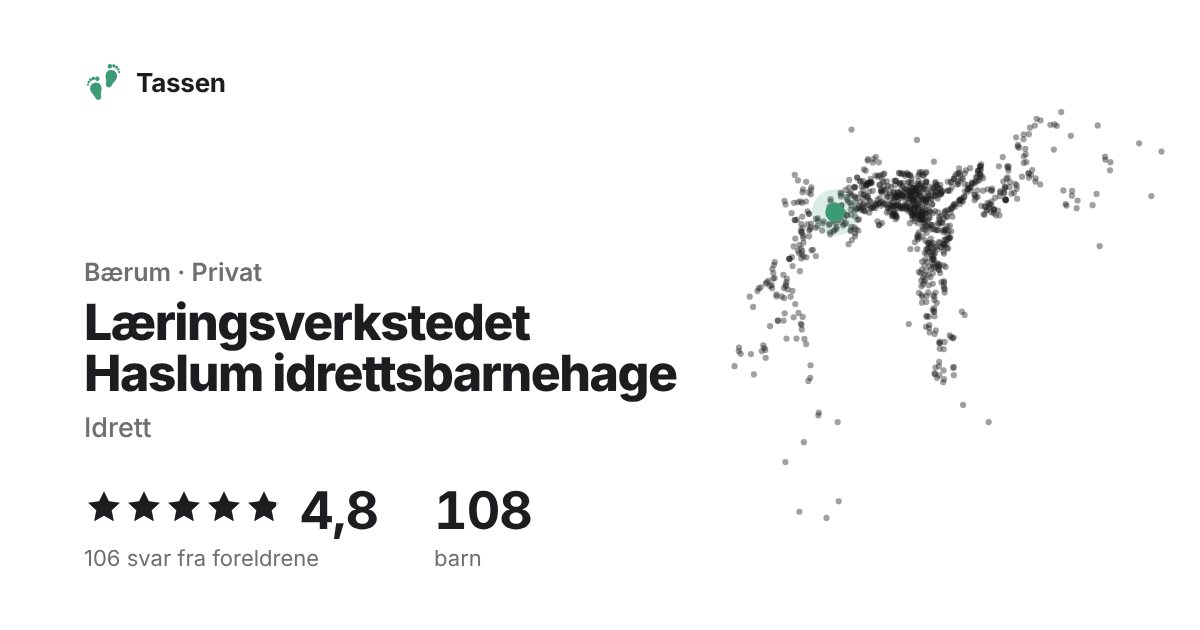 Tassen
Bærum · Privat
Læringsverkstedet
Haslum idrettsbarnehage
Idrett
4,8
106 svar fra foreldrene
108
barn